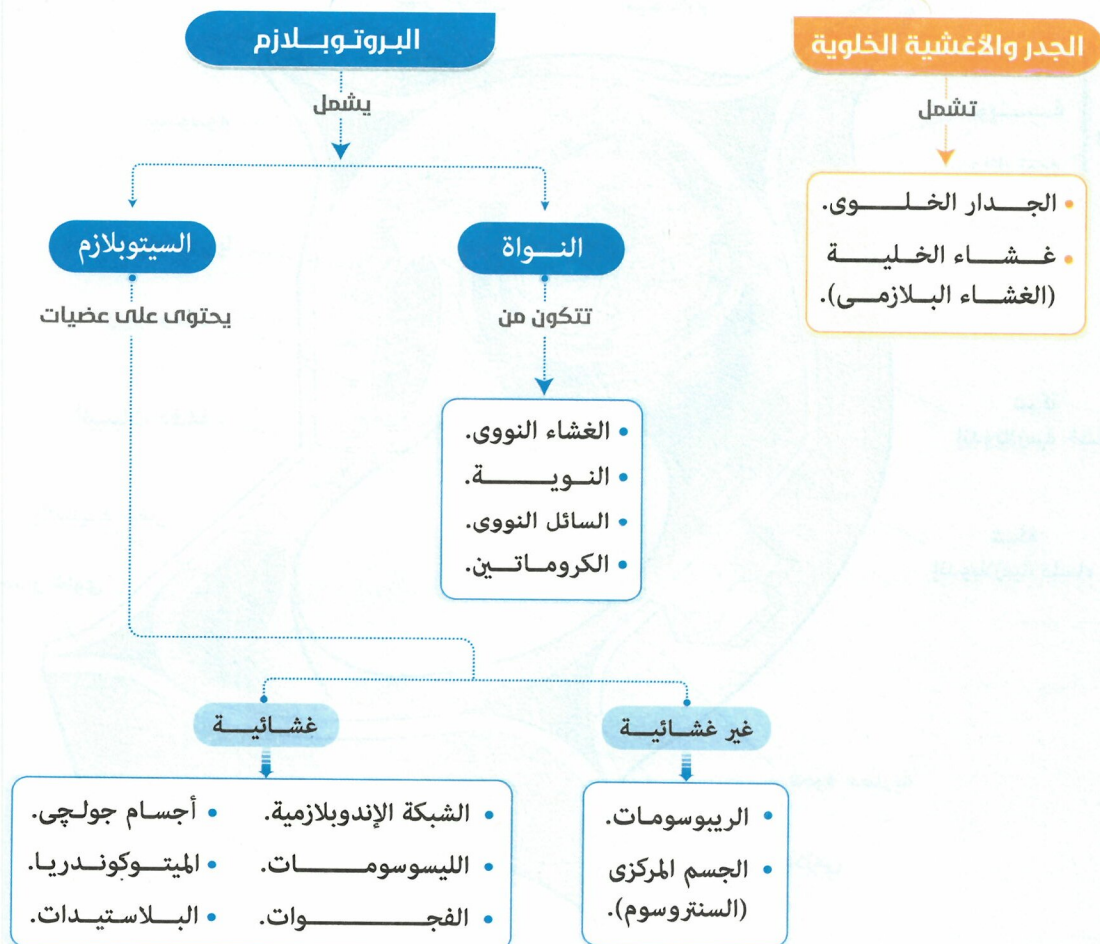 الجدر والأغشية الخلوية
تشمل
• الجدار الخلوى.
• غشاء الخلية
(الغشاء البلازمى).
البروتوبلازم
يشمل
النواة
تتكون من
• الغشاء النووى.
• النوية.
• السائل النووى.
• الكروماتين.
السيتوبلازم
يحتوى على عضيات
غير غشائية
• الريبوسومات.
• الجسم المركزى
(السنتروسوم).
غشائية
• الشبكة الإندوبلازمية.
• الليسوسومات.
• الفجوات.
• أجسام جولچى.
• الميتوكوندريا.
• البلاستيدات.